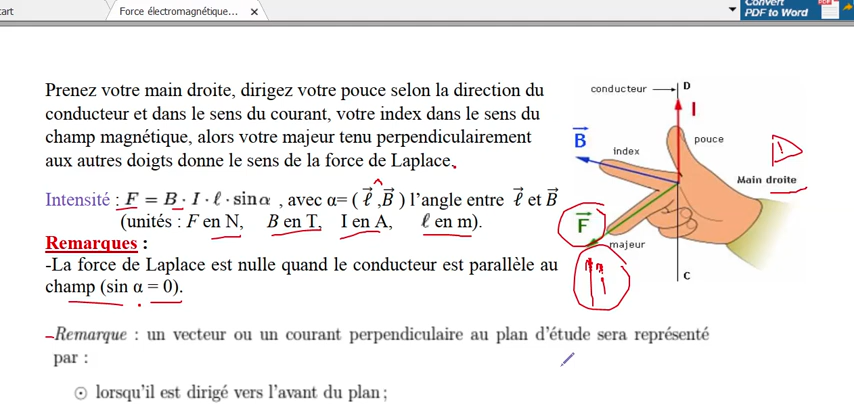 art
Force électromagnétique... ×
Convert
PDF to Word
PDF
Prenez votre main droite, dirigez votre pouce selon la direction du
conducteur et dans le sens du courant, votre index dans le sens du
champ magnétique, alors votre majeur tenu perpendiculairement
aux autres doigts donne le sens de la force de Laplace.
Intensité : F = B · I · ℓ · sinα , avec α= ( ℓ⃗ ,B⃗ ) l'angle entre ℓ⃗ et B⃗
(unités : F en N, B en T, I en A, ℓ en m).
Remarques :
-La force de Laplace est nulle quand le conducteur est parallèle au
champ (sin α = 0).
-Remarque : un vecteur ou un courant perpendiculaire au plan d'étude sera représenté
par :
⊙ lorsqu'il est dirigé vers l'avant du plan ;
conducteur
D
I
B⃗
index
pouce
Main droite
F⃗
majeur
C